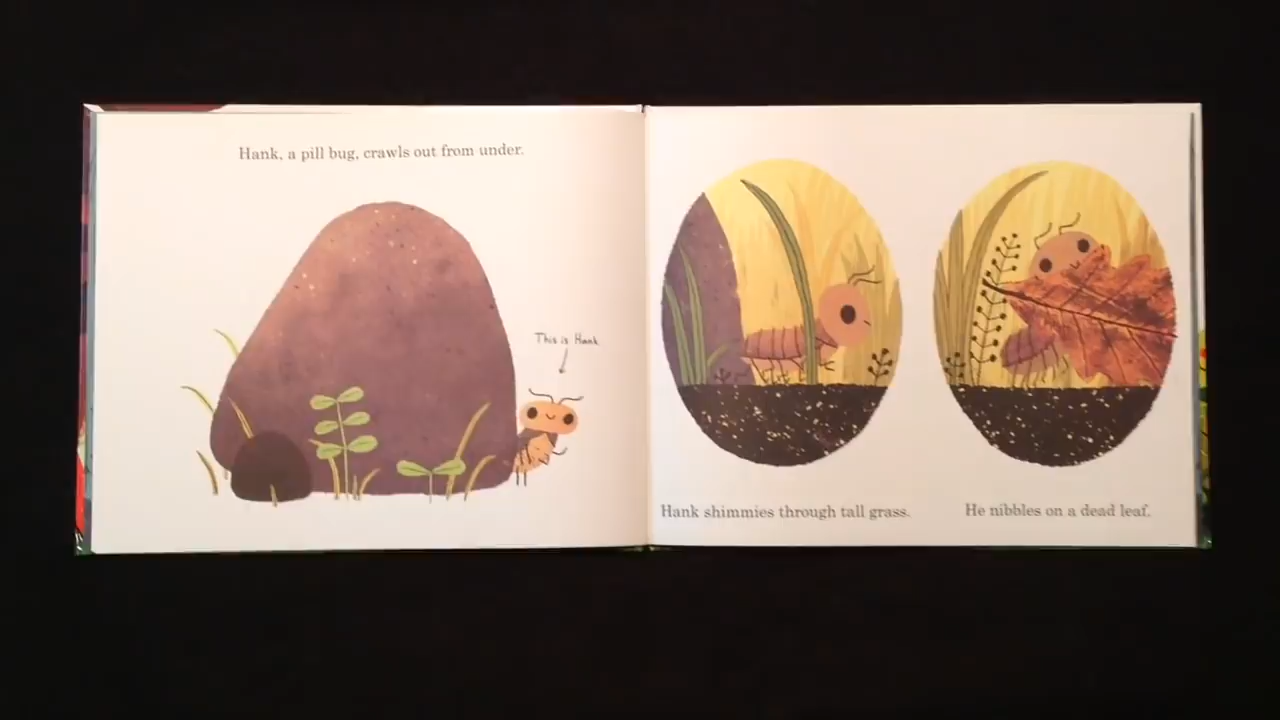 Hank, a pill bug, crawls out from under.
This is Hank
Hank shimmies through tall grass.
He nibbles on a dead leaf.